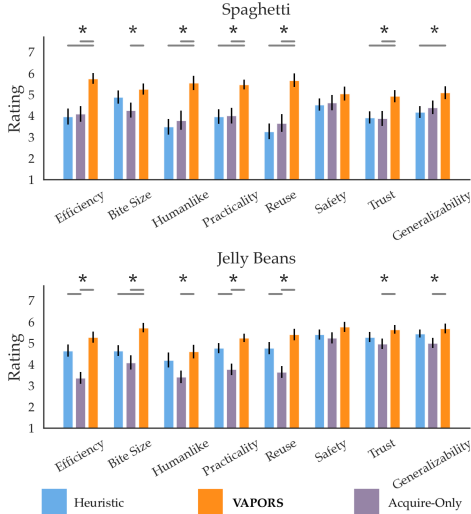 Spaghetti
* * * * * * *
7
6
5
4
3
2
1
Rating
Efficiency
Bite Size
Humanlike
Practicality
Reuse
Safety
Trust
Generalizability
Jelly Beans
* * * * * * *
7
6
5
4
3
2
1
Rating
Efficiency
Bite Size
Humanlike
Practicality
Reuse
Safety
Trust
Generalizability
Heuristic
VAPORS
Acquire-Only